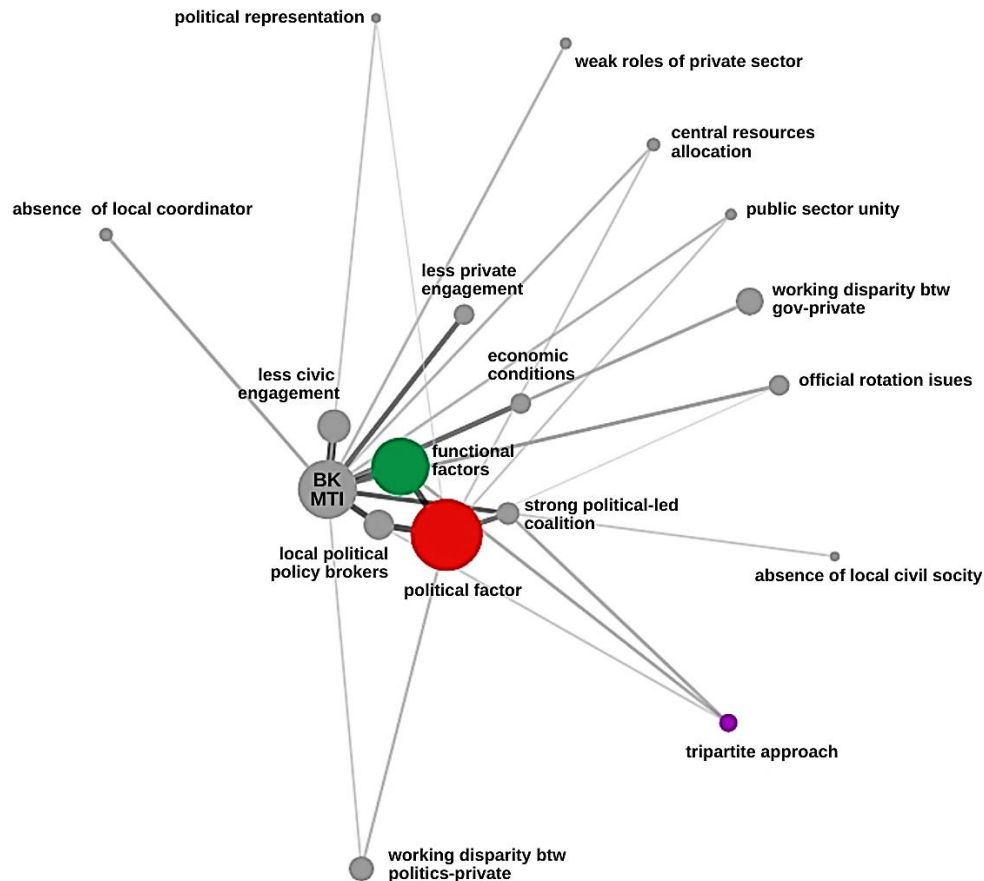 political representation
weak roles of private sector
central resources
allocation
absence  of local coordinator
public sector unity
less private
engagement
working disparity btw
gov-private
economic
conditions
less civic
engagement
official rotation isues
functional
factors
BK
MTI
strong political-led
coalition
local political
policy brokers
absence of local civil socity
political factor
tripartite approach
working disparity btw
politics-private